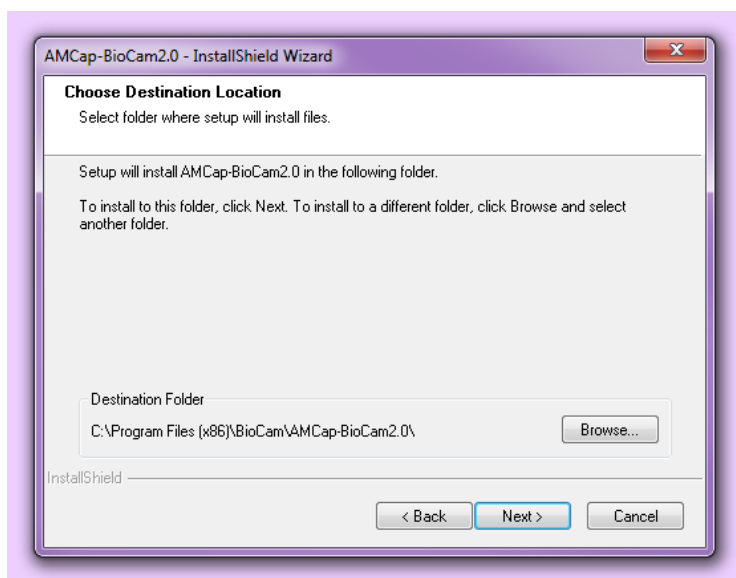 AMCap-BioCam2.0 - InstallShield Wizard
Choose Destination Location
Select folder where setup will install files.
Setup will install AMCap-BioCam2.0 in the following folder.
To install to this folder, click Next. To install to a different folder, click Browse and select
another folder.
Destination Folder
C:\Program Files (x86)\BioCam\AMCap-BioCam2.0\
Browse...
InstallShield
< Back
Next >
Cancel